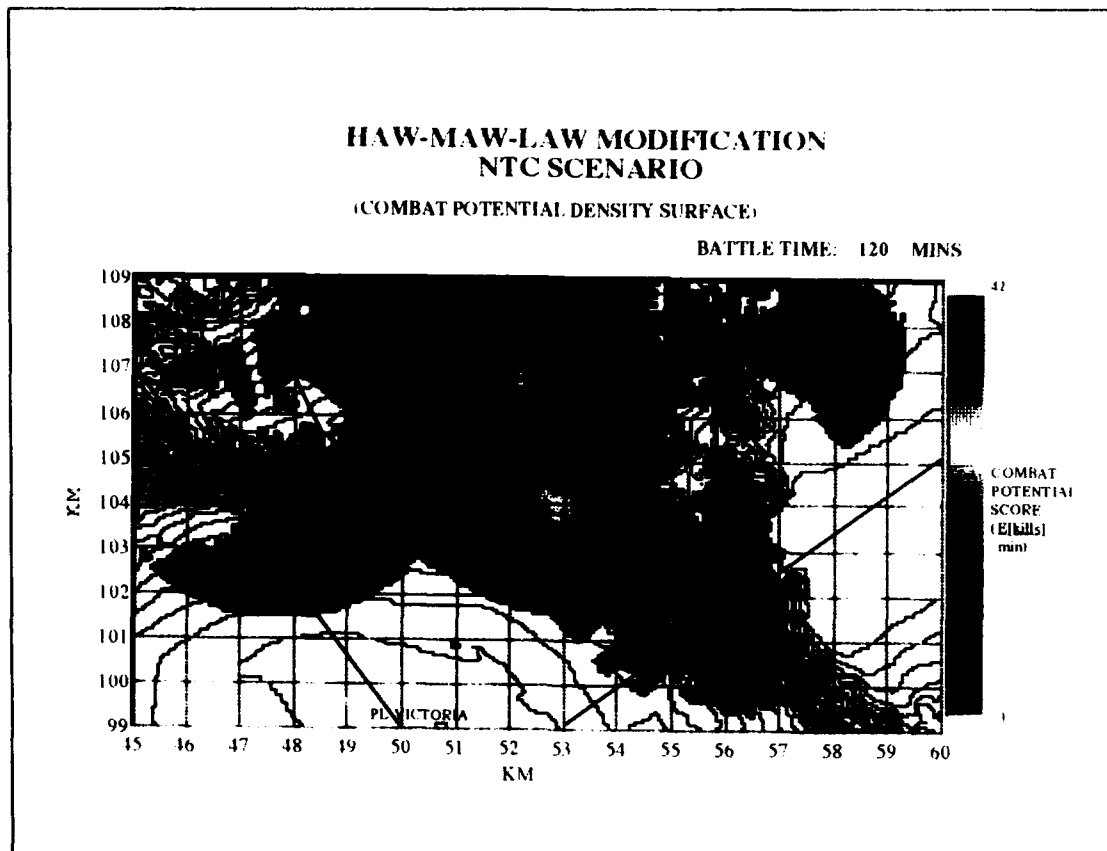 HAW-MAW-LAW MODIFICATION
NTC SCENARIO
(COMBAT POTENTIAL DENSITY SURFACE)
BATTLE TIME: 120 MINS
109
108
107
106
105
104
103
102
101
100
99
KM
45 46 47 48 49 50 51 52 53 54 55 56 57 58 59 60
KM
PL VICTORIA
42
COMBAT
POTENTIAL
SCORE
(E[kills]
min)